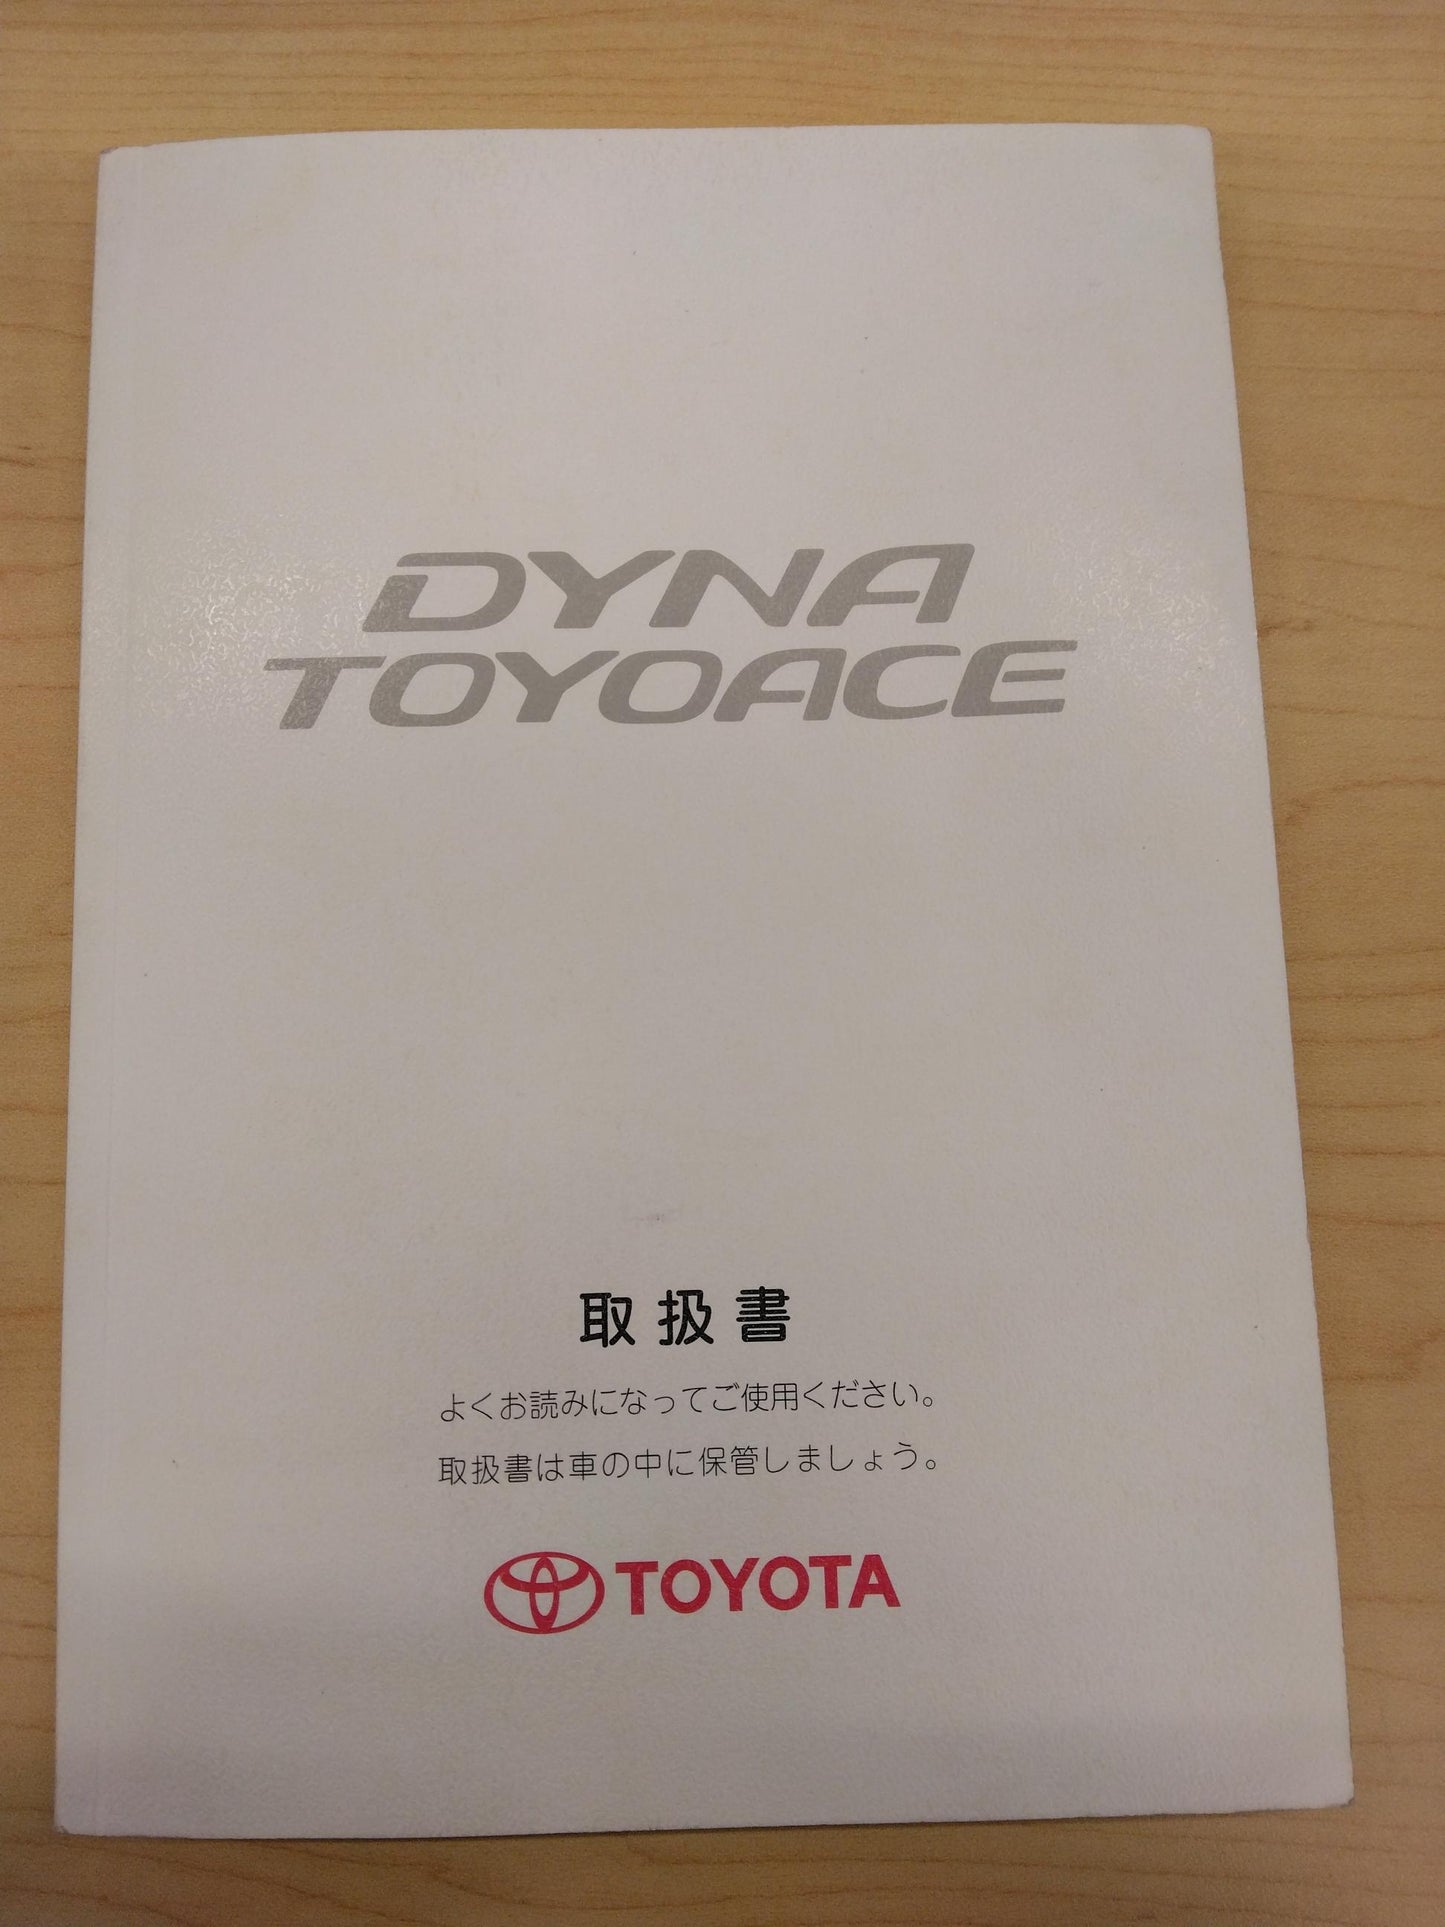 DYNA
TOYOACE
取扱書
よくお読みになってご使用ください。
取扱書は車の中に保管しましょう。
TOYOTA